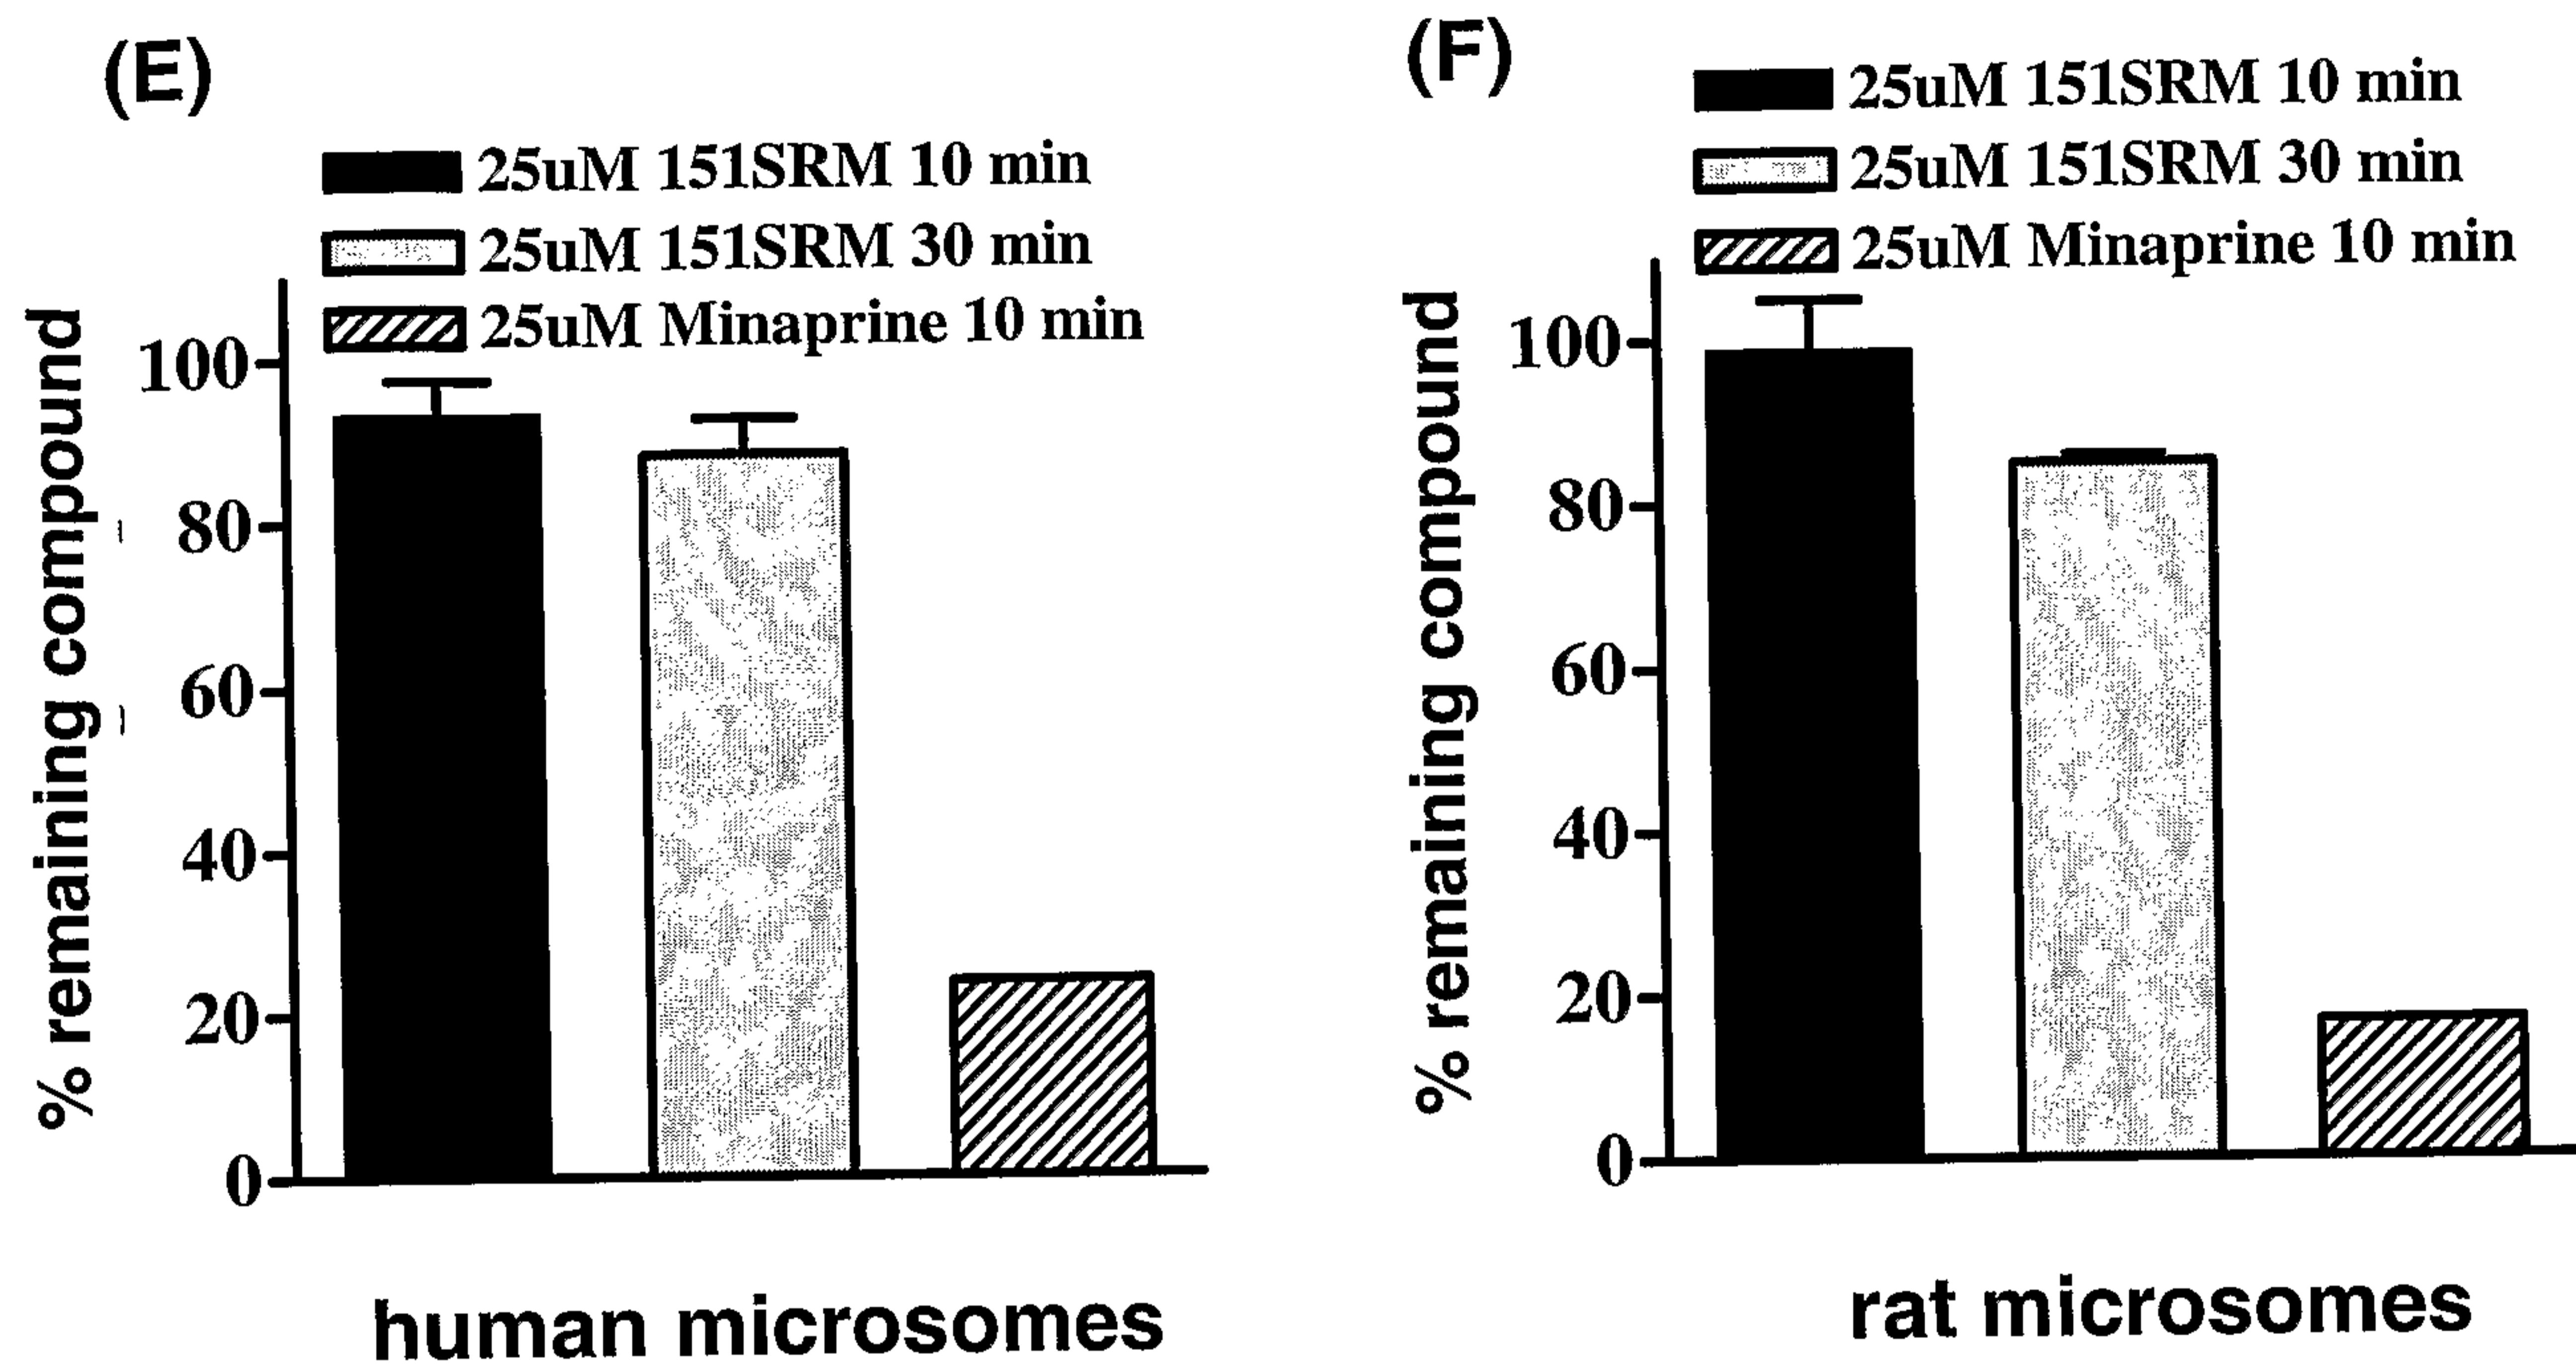 (E)
25uM 151SRM 10 min
25uM 151SRM 30 min
25uM Minaprine 10 min
% remaining compound
100
80
60
40
20
0
human microsomes
(F)
25uM 151SRM 10 min
25uM 151SRM 30 min
25uM Minaprine 10 min
% remaining compound
100
80
60
40
20
0
rat microsomes